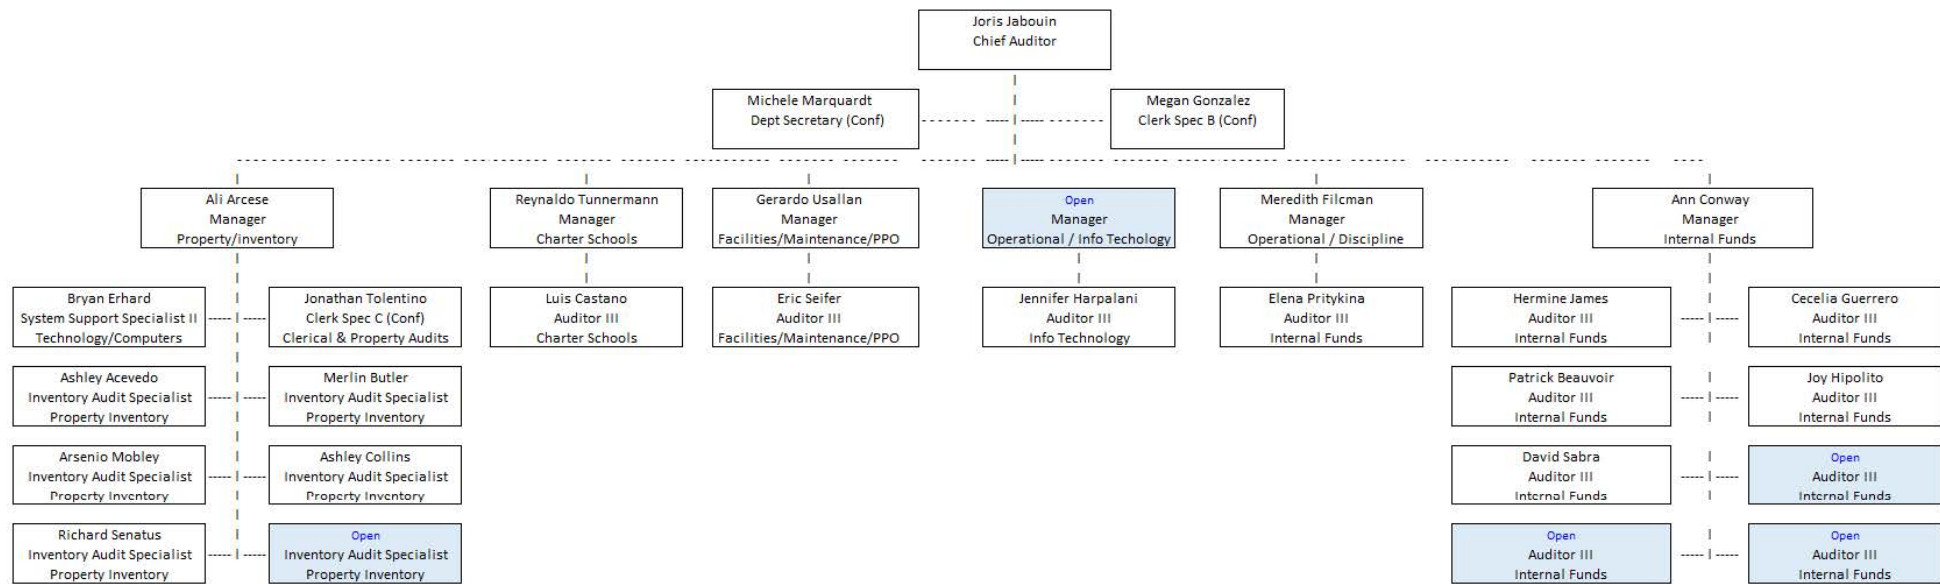 Joris Jabouin
Chief Auditor
Michele Marquardt
Dept Secretary (Conf)
Megan Gonzalez
Clerk Spec B (Conf)
Ali Arcese
Manager
Property/inventory
Reynaldo Tunnermann
Manager
Charter Schools
Gerardo Usallan
Manager
Facilities/Maintenance/PPO
Open
Manager
Operational / Info Techology
Meredith Filcman
Manager
Operational / Discipline
Ann Conway
Manager
Internal Funds
Bryan Erhard
System Support Specialist II
Technology/Computers
Jonathan Tolentino
Clerk Spec C (Conf)
Clerical & Property Audits
Luis Castano
Auditor III
Charter Schools
Eric Seifer
Auditor III
Facilities/Maintenance/PPO
Jennifer Harpalani
Auditor III
Info Technology
Elena Pritykina
Auditor III
Internal Funds
Hermine James
Auditor III
Internal Funds
Cecelia Guerrero
Auditor III
Internal Funds
Ashley Acevedo
Inventory Audit Specialist
Property Inventory
Merlin Butler
Inventory Audit Specialist
Property Inventory
Patrick Beauvoir
Auditor III
Internal Funds
Joy Hipolito
Auditor III
Internal Funds
Arsenio Mobley
Inventory Audit Specialist
Property Inventory
Ashley Collins
Inventory Audit Specialist
Property Inventory
David Sabra
Auditor III
Internal Funds
Open
Auditor III
Internal Funds
Richard Senatus
Inventory Audit Specialist
Property Inventory
Open
Inventory Audit Specialist
Property Inventory
Open
Auditor III
Internal Funds
Open
Auditor III
Internal Funds